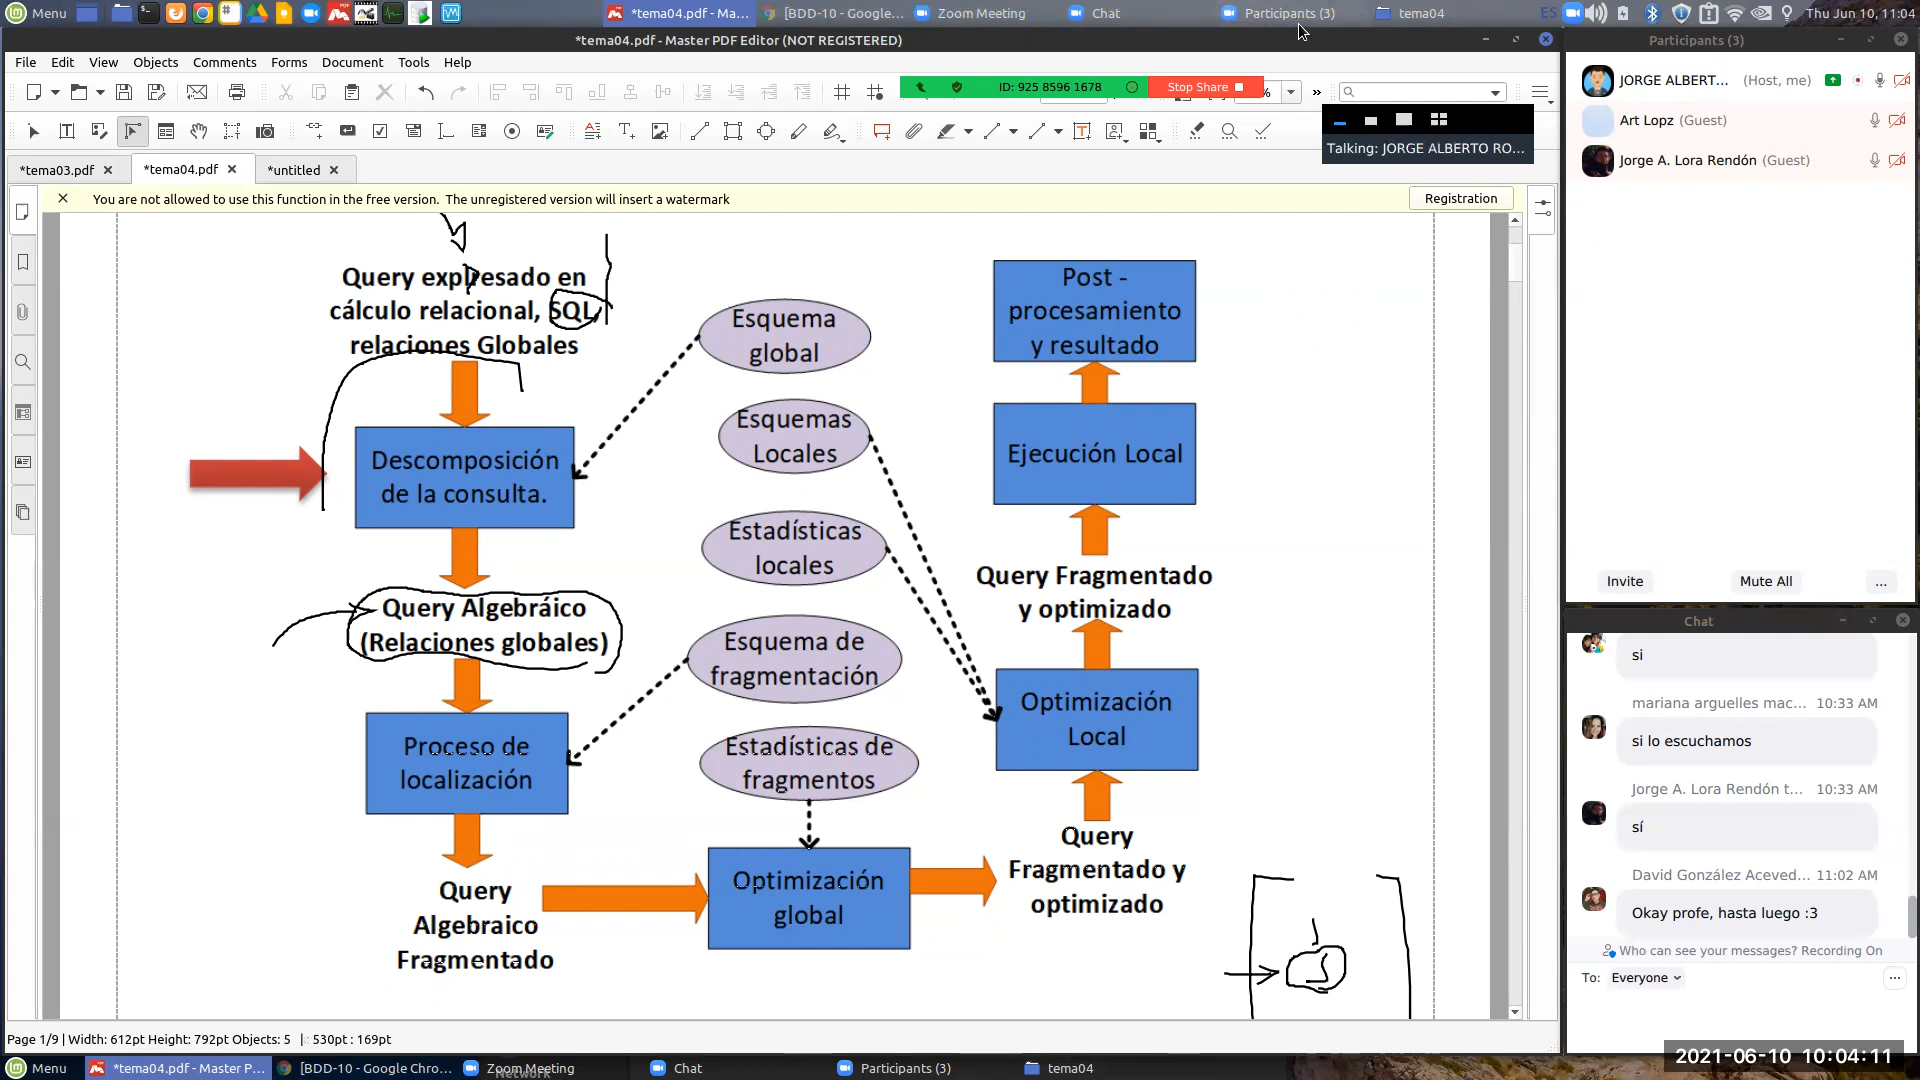 Menu
*tema04.pdf - Ma...
[BDD-10 - Google...
Zoom Meeting
Chat
Participants (3)
tema04
ES
Thu Jun 10, 11:04
*tema04.pdf - Master PDF Editor (NOT REGISTERED)
Participants (3)
File Edit View Objects Comments Forms Document Tools Help
JORGE ALBERT... (Host, me)
ID: 925 8596 1678
Stop Share
%
Art Lopz (Guest)
Talking: JORGE ALBERTO RO...
Jorge A. Lora Rendón (Guest)
*tema03.pdf
*tema04.pdf
*untitled
You are not allowed to use this function in the free version. The unregistered version will insert a watermark
Registration
Query expresado en
cálculo relacional, SQL,
relaciones Globales
Descomposición
de la consulta.
Query Algebráico
(Relaciones globales)
Proceso de
localización
Query
Algebraico
Fragmentado
Esquema
global
Esquemas
Locales
Estadísticas
locales
Esquema de
fragmentación
Estadísticas de
fragmentos
Optimización
global
Post -
procesamiento
y resultado
Ejecución Local
Query Fragmentado
y optimizado
Optimización
Local
Query
Fragmentado y
optimizado
Invite
Mute All
...
Chat
si
mariana arguelles mac... 10:33 AM
si lo escuchamos
Jorge A. Lora Rendón t... 10:33 AM
sí
David González Aceved... 11:02 AM
Okay profe, hasta luego :3
Who can see your messages? Recording On
To: Everyone
Page 1/9 | Width: 612pt Height: 792pt Objects: 5 | 530pt : 169pt
2021-06-10 10:04:11
Menu
*tema04.pdf - Master P...
[BDD-10 - Google Chro...
Zoom Meeting
Network
Chat
Participants (3)
tema04